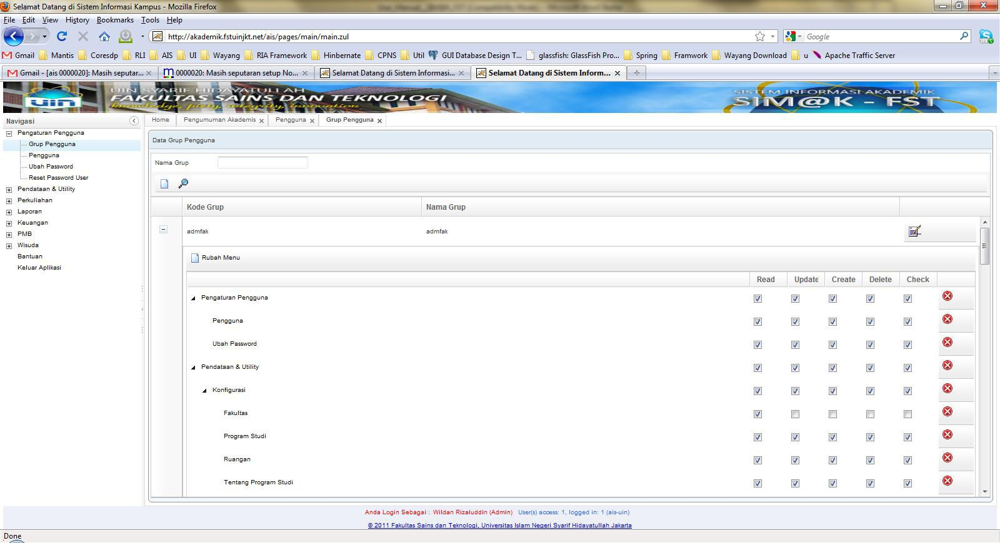 Selamat Datang di Sistem Informasi Kampus - Mozilla Firefox
File Edit View History Bookmarks Tools Help
http://akademik.fstuinjkt.net/ais/pages/main/main.zul
Google
Gmail Mantis Coresdp RLI AIS UI Wayang RIA Framework Hinbernate CPNS Util GUI Database Design T... glassfish: GlassFish Pro... Spring Framwork Wayang Download u Apache Traffic Server
Gmail - [ais 0000020]: Masih seputar... 0000020: Masih seputaran setup No... Selamat Datang di Sistem Informasi... Selamat Datang di Sistem Inform...
uin
UIN SYARIF HIDAYATULLAH
FAKULTAS SAINS DAN TEKNOLOGI
knowledge, piety, integrity, innovation
SISTEM INFORMASI AKADEMIK
SIM@K - FST
Navigasi
Pengaturan Pengguna
Grup Pengguna
Pengguna
Ubah Password
Reset Password User
Pendataan & Utility
Perkuliahan
Laporan
Keuangan
PMB
Wisuda
Bantuan
Keluar Aplikasi
Home Pengumuman Akademis Pengguna Grup Pengguna
Data Grup Pengguna
Nama Grup
Kode Grup Nama Grup
admfak admfak
Rubah Menu
Read Update Create Delete Check
Pengaturan Pengguna
Pengguna
Ubah Password
Pendataan & Utility
Konfigurasi
Fakultas
Program Studi
Ruangan
Tentang Program Studi
Anda Login Sebagai : Wildan Rizaluddin (Admin) User(s) access: 1, logged in: 1 (ais-uin)
© 2011 Fakultas Sains dan Teknologi, Universitas Islam Negeri Syarif Hidayatullah Jakarta
Done